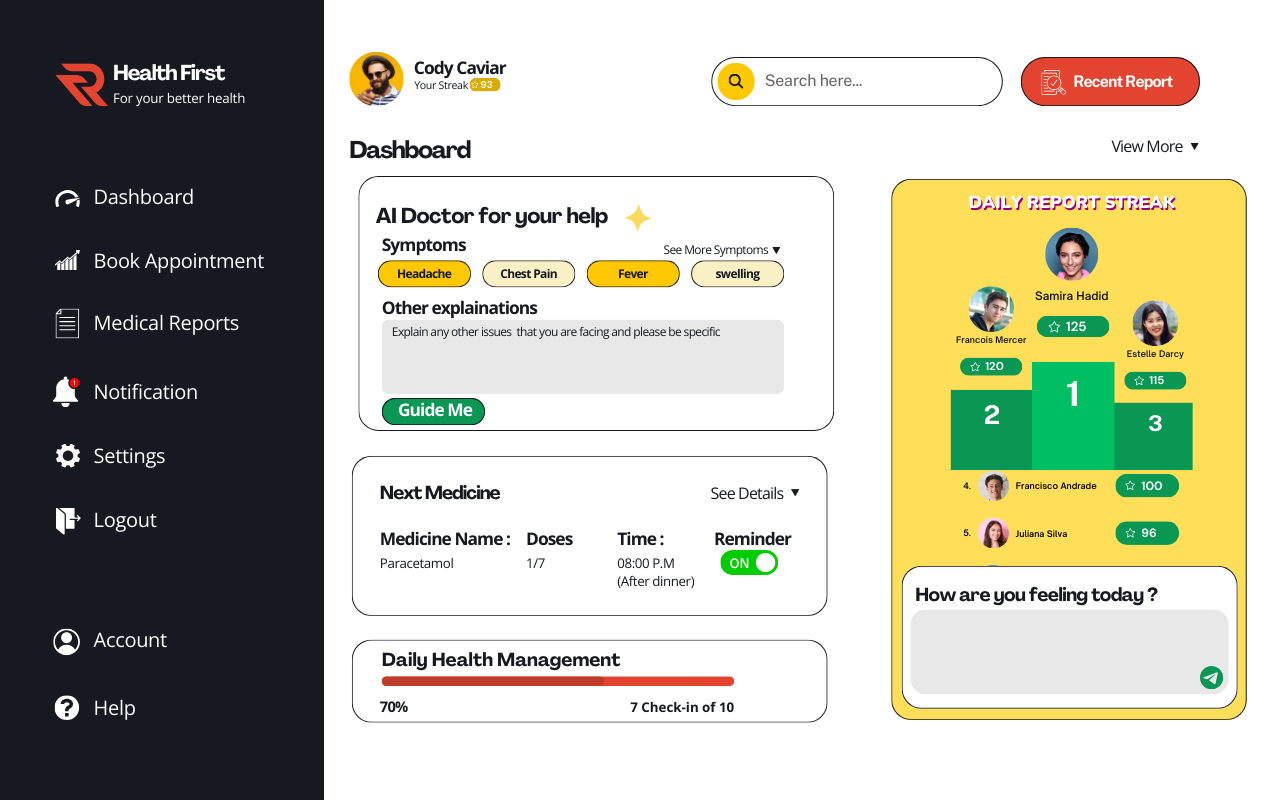 Health First
For your better health
Dashboard
Book Appointment
Medical Reports
1
Notification
Settings
Logout
Account
Help
Cody Caviar
Your Streak 93
Search here...
Recent Report
Dashboard
View More
AI Doctor for your help
Symptoms
See More Symptoms
Headache
Chest Pain
Fever
swelling
Other explainations
Explain any other issues that you are facing and please be specific
Guide Me
Next Medicine
See Details
Medicine Name : Doses Time : Reminder
Paracetamol 1/7 08:00 P.M ON
(After dinner)
Daily Health Management
70% 7 Check-in of 10
DAILY REPORT STREAK
Samira Hadid
125
Francois Mercer
120
Estelle Darcy
115
1
2
3
4. Francisco Andrade 100
5. Juliana Silva 96
How are you feeling today ?